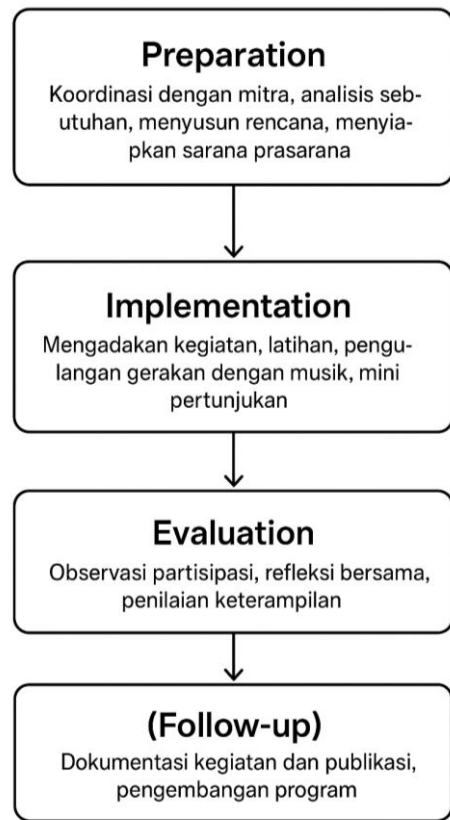 Preparation
Koordinasi dengan mitra, analisis seb-
utuhan, menyusun rencana, menyia-
pkan sarana prasarana
Implementation
Mengadakan kegiatan, latihan, pengu-
langan gerakan dengan musik, mini
pertunjukan
Evaluation
Observasi partisipasi, refleksi bersama,
penilaian keterampilan
(Follow-up)
Dokumentasi kegiatan dan publikasi,
pengembangan program